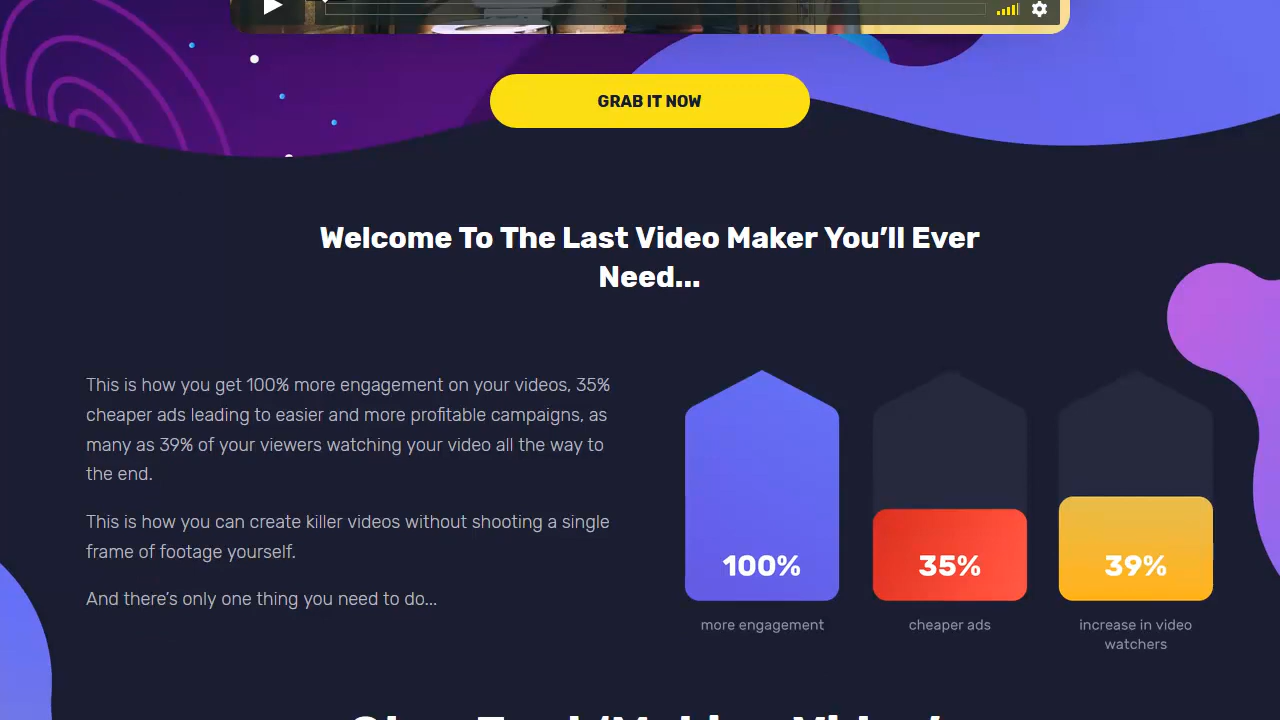 GRAB IT NOW
Welcome To The Last Video Maker You'll Ever
Need...
This is how you get 100% more engagement on your videos, 35%
cheaper ads leading to easier and more profitable campaigns, as
many as 39% of your viewers watching your video all the way to
the end.
This is how you can create killer videos without shooting a single
frame of footage yourself.
And there's only one thing you need to do...
100%
more engagement
35%
cheaper ads
39%
increase in video
watchers